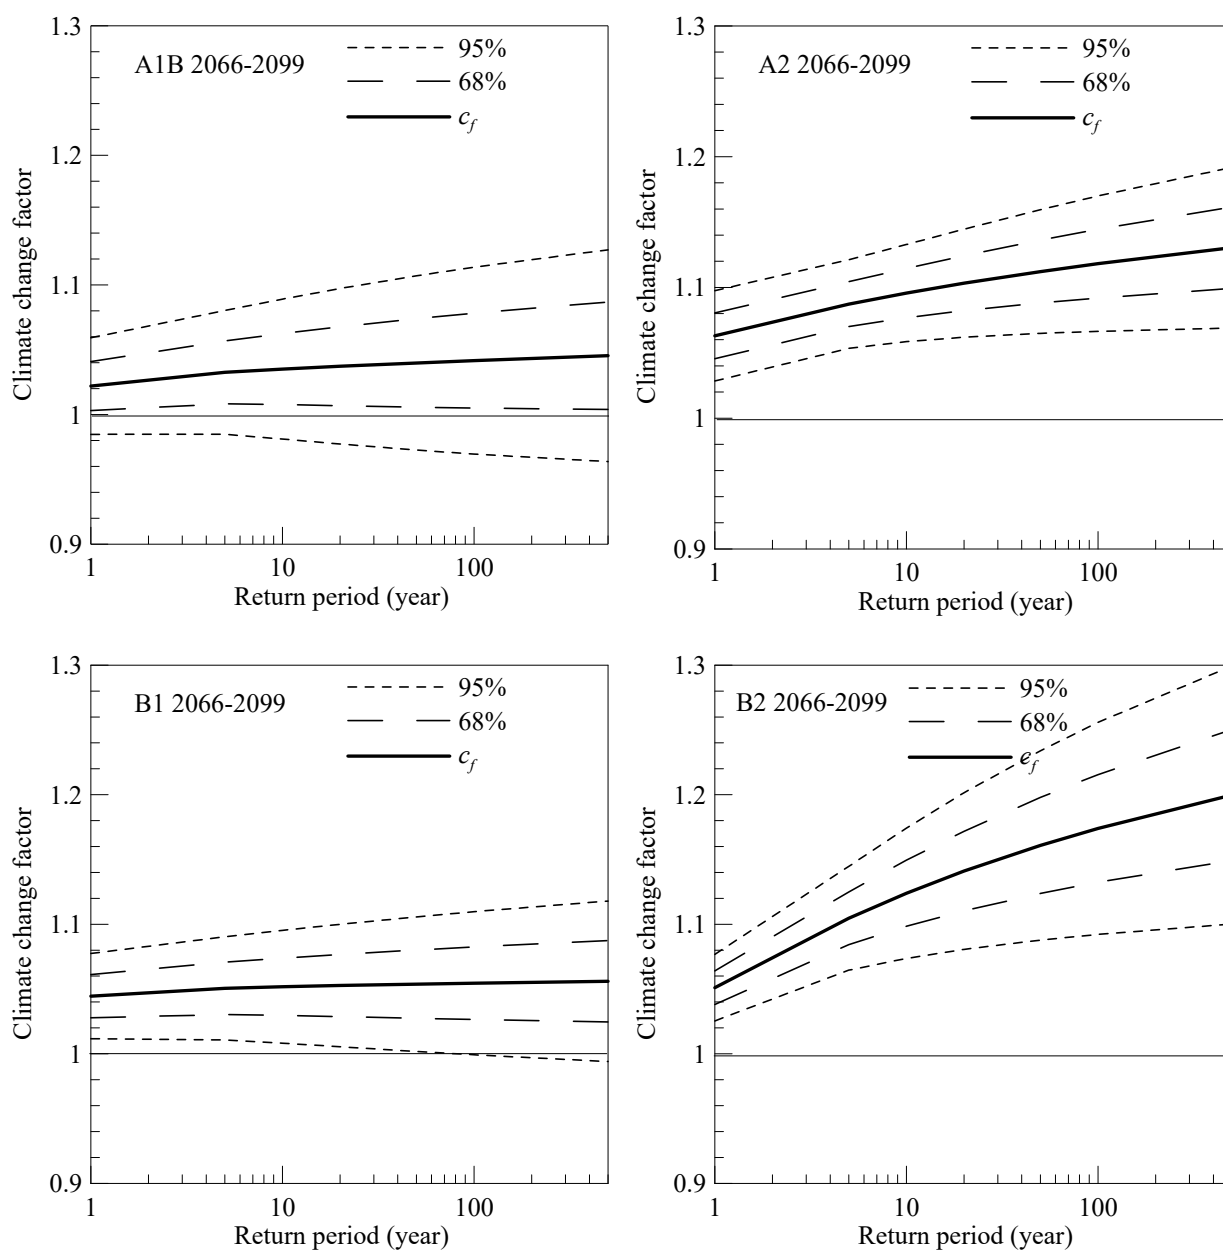 1.3
A1B 2066-2099
95%
68%
c_f
1.2
1.1
1
0.9
1
10
100
Climate change factor
Return period (year)
1.3
A2 2066-2099
95%
68%
c_f
1.2
1.1
1
0.9
1
10
100
Climate change factor
Return period (year)
1.3
B1 2066-2099
95%
68%
c_f
1.2
1.1
1
0.9
1
10
100
Climate change factor
Return period (year)
1.3
B2 2066-2099
95%
68%
c_f
1.2
1.1
1
0.9
1
10
100
Climate change factor
Return period (year)